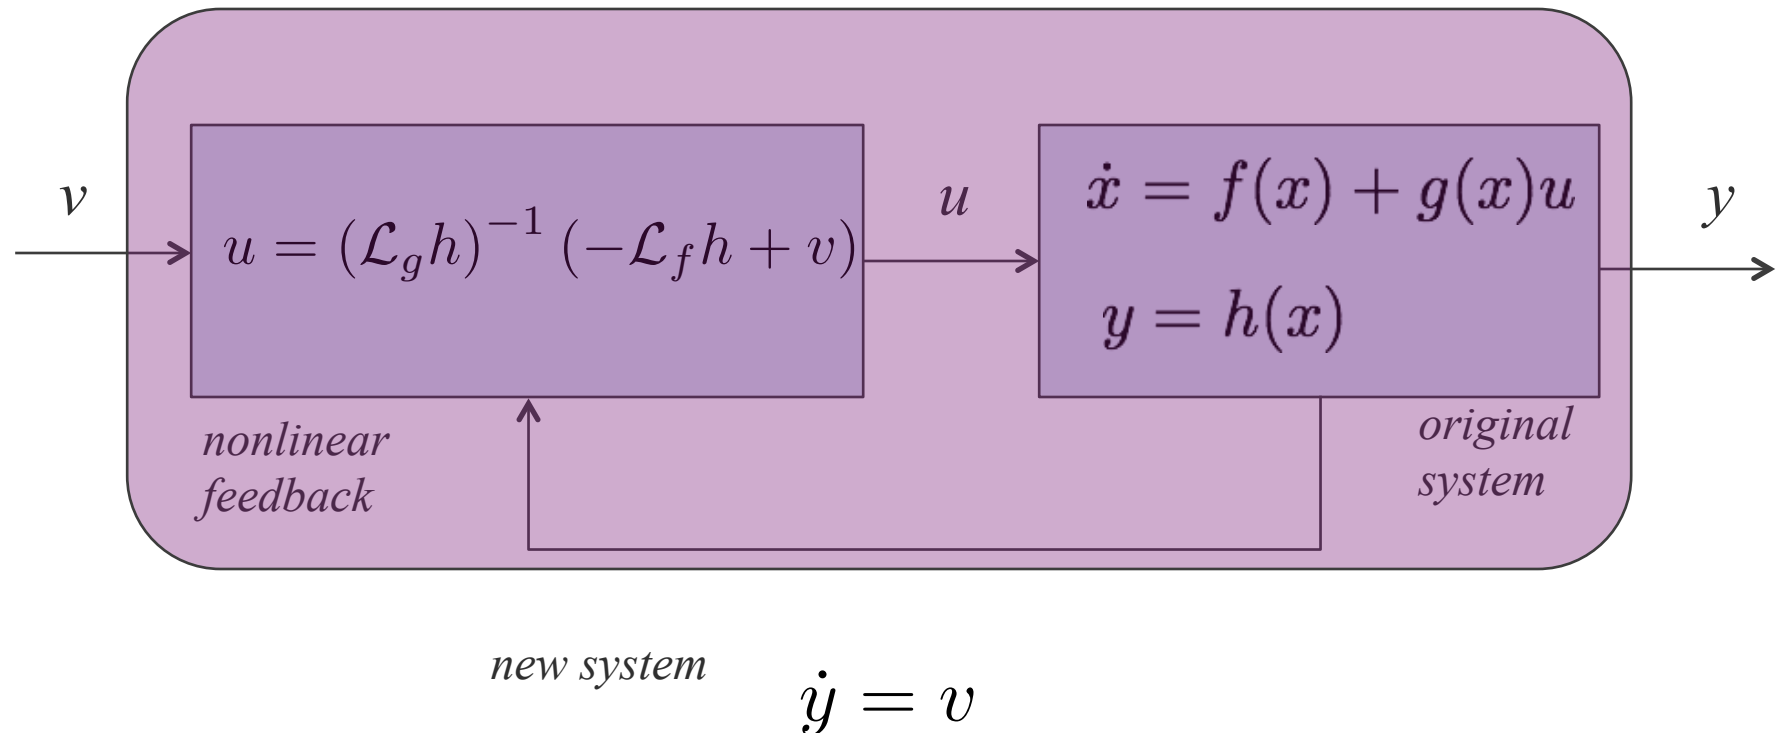 v
u = (𝓛_g h)^{-1} (−𝓛_f h + v)
u
ẋ = f(x) + g(x)u
y = h(x)
y
nonlinear
feedback
original
system
new system
ẏ = v